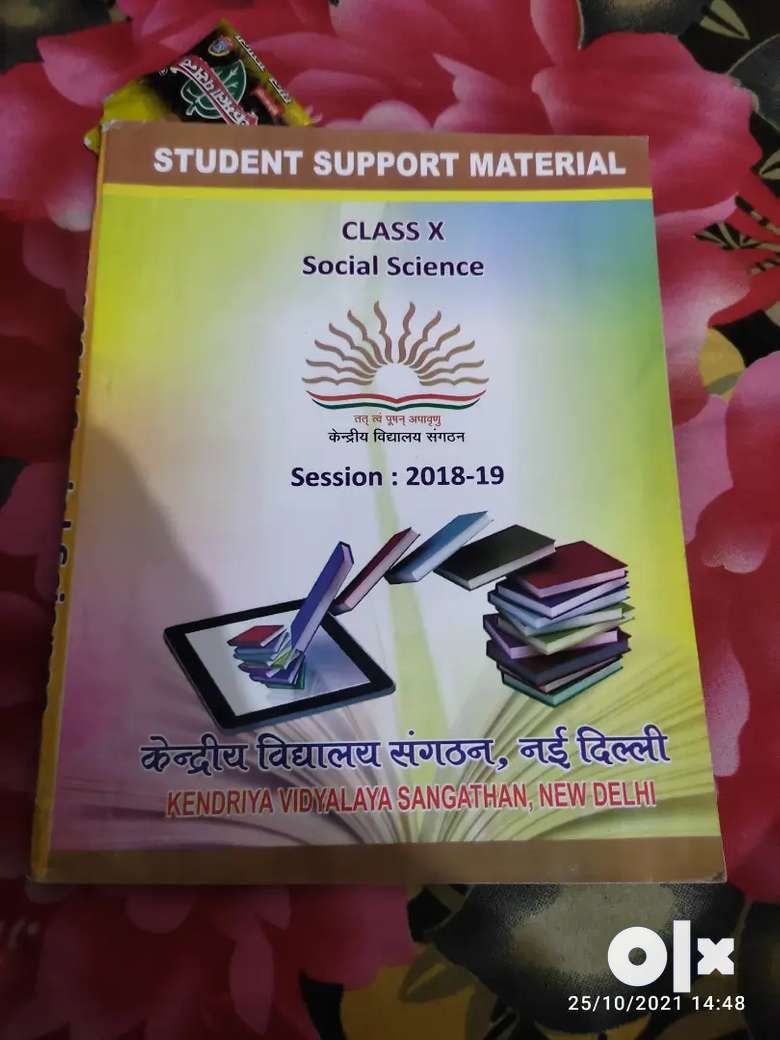 STUDENT SUPPORT MATERIAL
CLASS X
Social Science
तत् त्वं पूषन् अपावृणु
केन्द्रीय विद्यालय संगठन
Session : 2018-19
केन्द्रीय विद्यालय संगठन, नई दिल्ली
KENDRIYA VIDYALAYA SANGATHAN, NEW DELHI
olx
25/10/2021 14:48